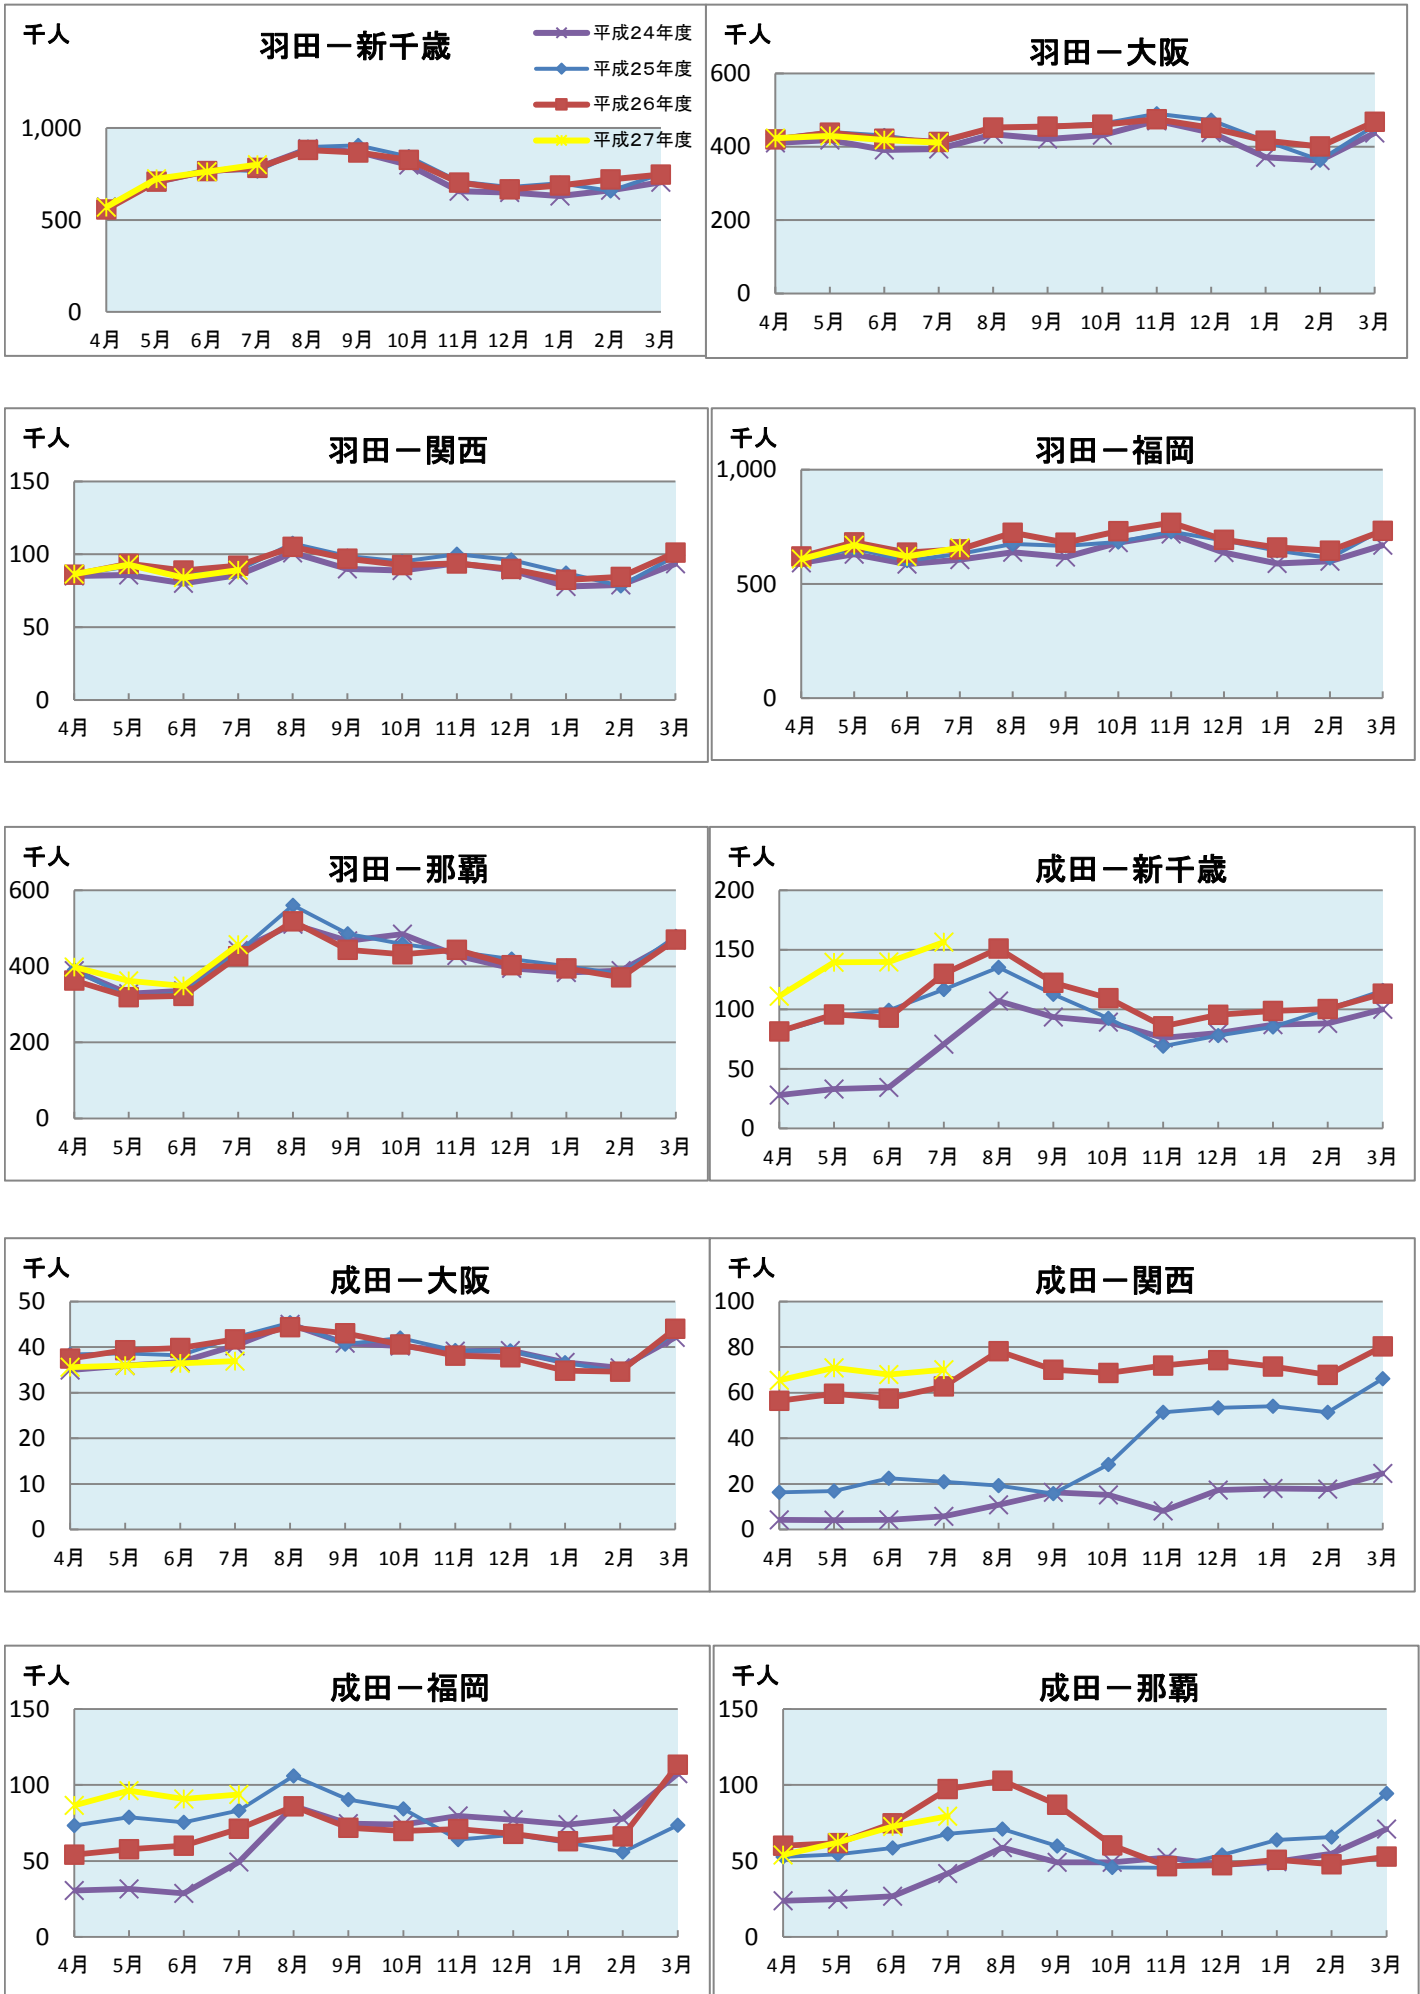 千人
羽田－新千歳
平成24年度
平成25年度
平成26年度
平成27年度
1,000
500
0
4月 5月 6月 7月 8月 9月 10月 11月 12月 1月 2月 3月
千人
羽田－大阪
600
400
200
0
4月 5月 6月 7月 8月 9月 10月 11月 12月 1月 2月 3月
千人
羽田－関西
150
100
50
0
4月 5月 6月 7月 8月 9月 10月 11月 12月 1月 2月 3月
千人
羽田－福岡
1,000
500
0
4月 5月 6月 7月 8月 9月 10月 11月 12月 1月 2月 3月
千人
羽田－那覇
600
400
200
0
4月 5月 6月 7月 8月 9月 10月 11月 12月 1月 2月 3月
千人
成田－新千歳
200
150
100
50
0
4月 5月 6月 7月 8月 9月 10月 11月 12月 1月 2月 3月
千人
成田－大阪
50
40
30
20
10
0
4月 5月 6月 7月 8月 9月 10月 11月 12月 1月 2月 3月
千人
成田－関西
100
80
60
40
20
0
4月 5月 6月 7月 8月 9月 10月 11月 12月 1月 2月 3月
千人
成田－福岡
150
100
50
0
4月 5月 6月 7月 8月 9月 10月 11月 12月 1月 2月 3月
千人
成田－那覇
150
100
50
0
4月 5月 6月 7月 8月 9月 10月 11月 12月 1月 2月 3月